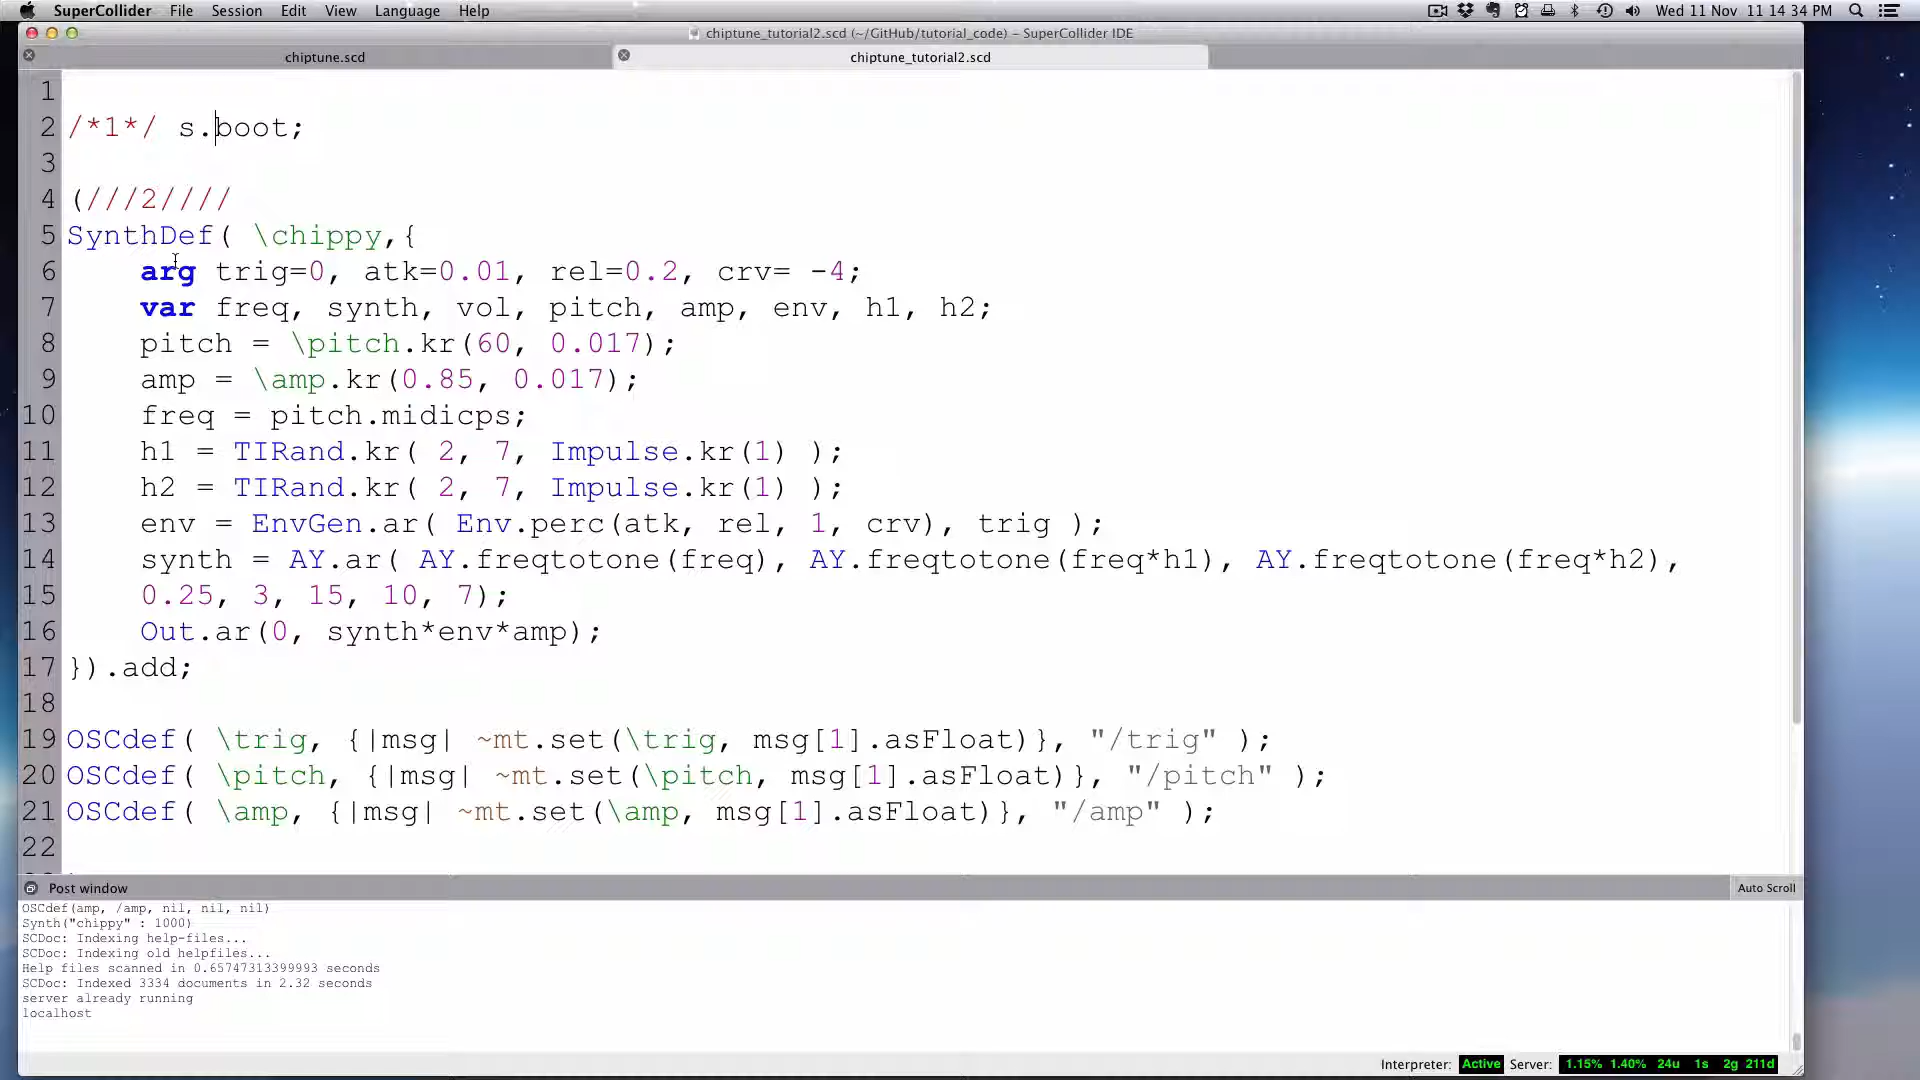 SuperCollider File Session Edit View Language Help Wed 11 Nov 11 14 34 PM
chiptune_tutorial2.scd (~/GitHub/tutorial_code) – SuperCollider IDE
chiptune.scd chiptune_tutorial2.scd
1
2 /*1*/ s.boot;
3
4 (///2////
5 SynthDef( \chippy,{
6 arg trig=0, atk=0.01, rel=0.2, crv= -4;
7 var freq, synth, vol, pitch, amp, env, h1, h2;
8 pitch = \pitch.kr(60, 0.017);
9 amp = \amp.kr(0.85, 0.017);
10 freq = pitch.midicps;
11 h1 = TIRand.kr( 2, 7, Impulse.kr(1) );
12 h2 = TIRand.kr( 2, 7, Impulse.kr(1) );
13 env = EnvGen.ar( Env.perc(atk, rel, 1, crv), trig );
14 synth = AY.ar( AY.freqtotone(freq), AY.freqtotone(freq*h1), AY.freqtotone(freq*h2),
15 0.25, 3, 15, 10, 7);
16 Out.ar(0, synth*env*amp);
17 }).add;
18
19 OSCdef( \trig, {|msg| ~mt.set(\trig, msg[1].asFloat)}, "/trig" );
20 OSCdef( \pitch, {|msg| ~mt.set(\pitch, msg[1].asFloat)}, "/pitch" );
21 OSCdef( \amp, {|msg| ~mt.set(\amp, msg[1].asFloat)}, "/amp" );
22
Post window Auto Scroll
OSCdef(amp, /amp, nil, nil, nil)
Synth("chippy" : 1000)
SCDoc: Indexing help-files...
SCDoc: Indexing old helpfiles...
Help files scanned in 0.65747313399993 seconds
SCDoc: Indexed 3334 documents in 2.32 seconds
server already running
localhost
Interpreter: Active Server: 1.15% 1.40% 24u 1s 2g 211d